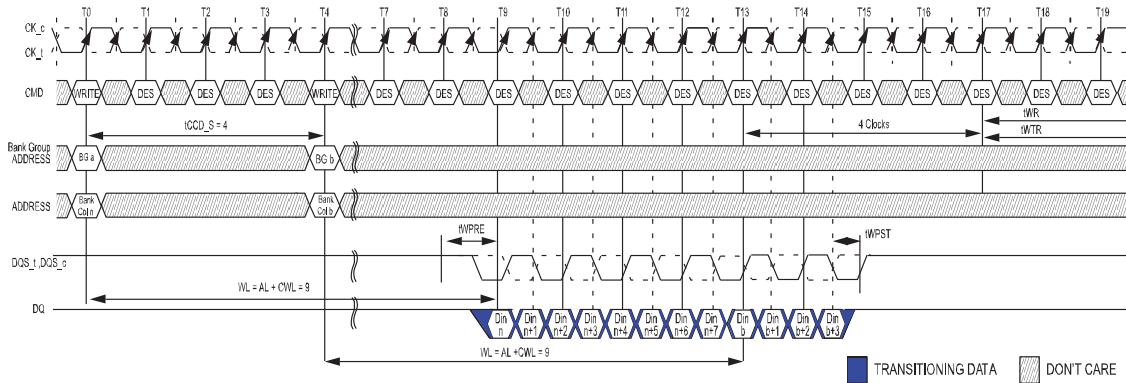 T0 T1 T2 T3 T4 T7 T8 T9 T10 T11 T12 T13 T14 T15 T16 T17 T18 T19
CK_c
CK_t
CMD WRITE DES DES DES WRITE DES DES DES DES DES DES DES DES DES DES DES DES DES
tCCD_S = 4 4 Clocks tWR
tWTR
Bank Group
ADDRESS BG a BG b
ADDRESS Bank Col n Bank Col b
tWPRE tWPST
DQS_t ,DQS_c
WL = AL + CWL = 9
DQ Din n Din n+1 Din n+2 Din n+3 Din n+4 Din n+5 Din n+6 Din n+7 Din b Din b+1 Din b+2 Din b+3
WL = AL +CWL = 9
TRANSITIONING DATA DON'T CARE